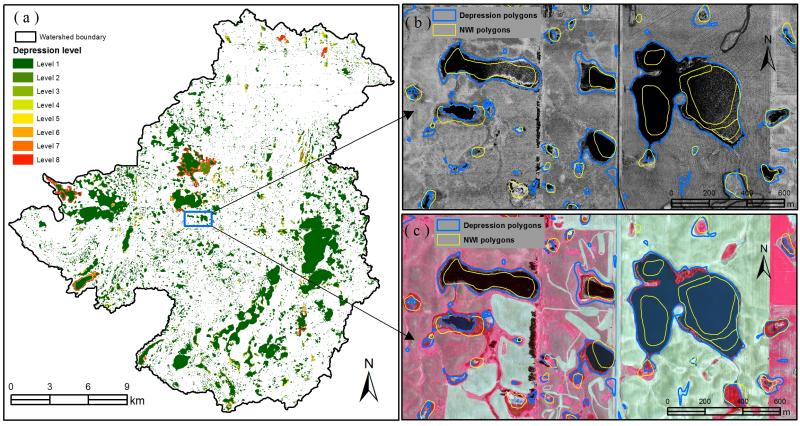 ( a )
Watershed boundary
Depression level
Level 1
Level 2
Level 3
Level 4
Level 5
Level 6
Level 7
Level 8
N
0 3 6 9
km
( b )
Depression polygons
NWI polygons
N
0 200 400 600
m
( c )
Depression polygons
NWI polygons
N
0 200 400 600
m